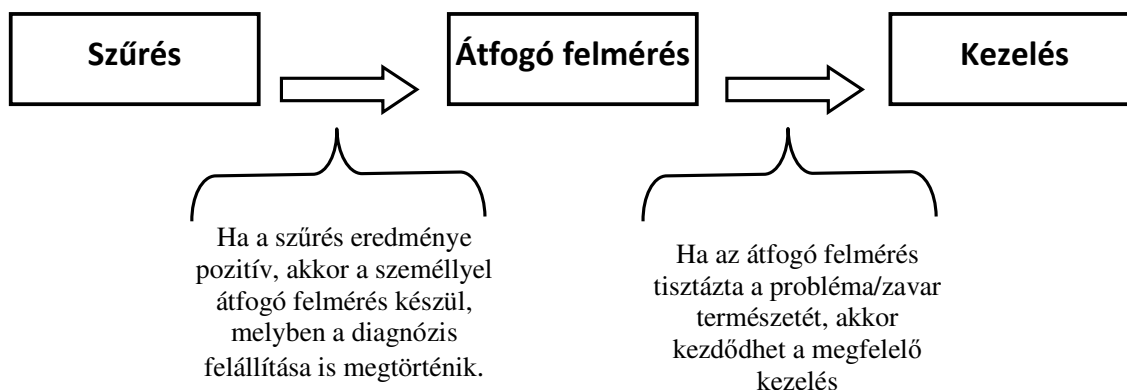 Szűrés
Átfogó felmérés
Kezelés
Ha a szűrés eredménye
pozitív, akkor a személlyel
átfogó felmérés készül,
melyben a diagnózis
felállítása is megtörténik.
Ha az átfogó felmérés
tisztázta a probléma/zavar
természetét, akkor
kezdődhet a megfelelő
kezelés